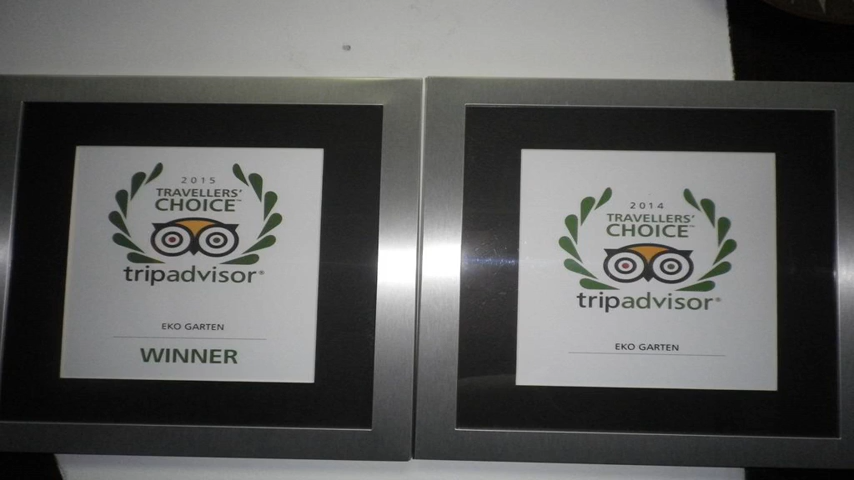 2015
TRAVELLERS'
CHOICE™
tripadvisor®
EKO GARTEN
WINNER
2014
TRAVELLERS'
CHOICE™
tripadvisor®
EKO GARTEN